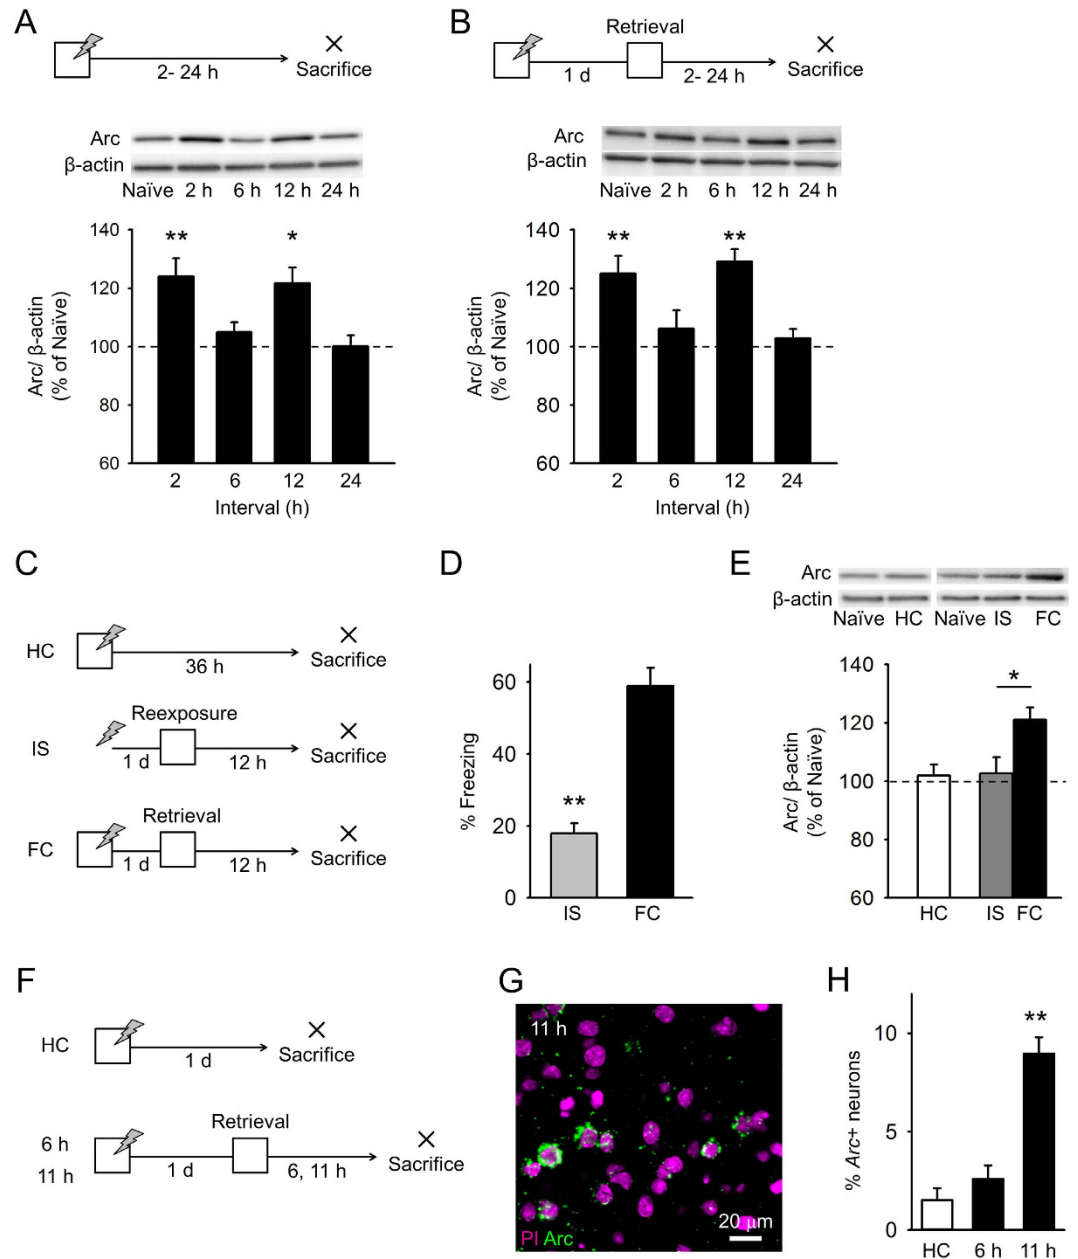 A
Sacrifice
2- 24 h
Arc
β-actin
Naïve 2 h 6 h 12 h 24 h
140
120
100
80
60
Arc/ β-actin
(% of Naïve)
** *
2 6 12 24
Interval (h)
B
Retrieval
1 d 2- 24 h Sacrifice
Arc
β-actin
Naïve 2 h 6 h 12 h 24 h
140
120
100
80
60
Arc/ β-actin
(% of Naïve)
** **
2 6 12 24
Interval (h)
C
HC
36 h Sacrifice
Reexposure
IS
1 d 12 h Sacrifice
Retrieval
FC
1 d 12 h Sacrifice
D
60
40
20
0
% Freezing
**
IS FC
E
Arc
β-actin
Naïve HC Naïve IS FC
140
120
100
80
60
Arc/ β-actin
(% of Naïve)
*
HC IS FC
F
HC
1 d Sacrifice
Retrieval
6 h
11 h
1 d 6, 11 h Sacrifice
G
11 h
20 μm
PI Arc
H
10
5
0
% Arc+ neurons
**
HC 6 h 11 h